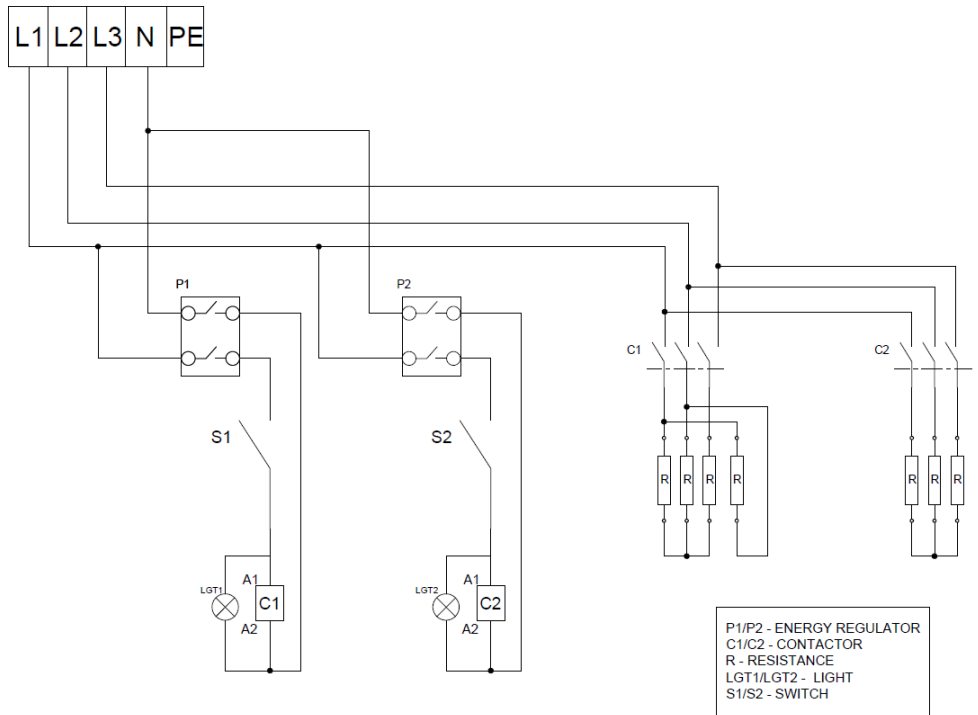 L1 L2 L3 N PE
P1 P2
C1 C2
S1 S2
R R R R R R R
LGT1 A1 LGT2 A1
C1 C2
A2 A2
P1/P2 - ENERGY REGULATOR
C1/C2 - CONTACTOR
R - RESISTANCE
LGT1/LGT2 - LIGHT
S1/S2 - SWITCH